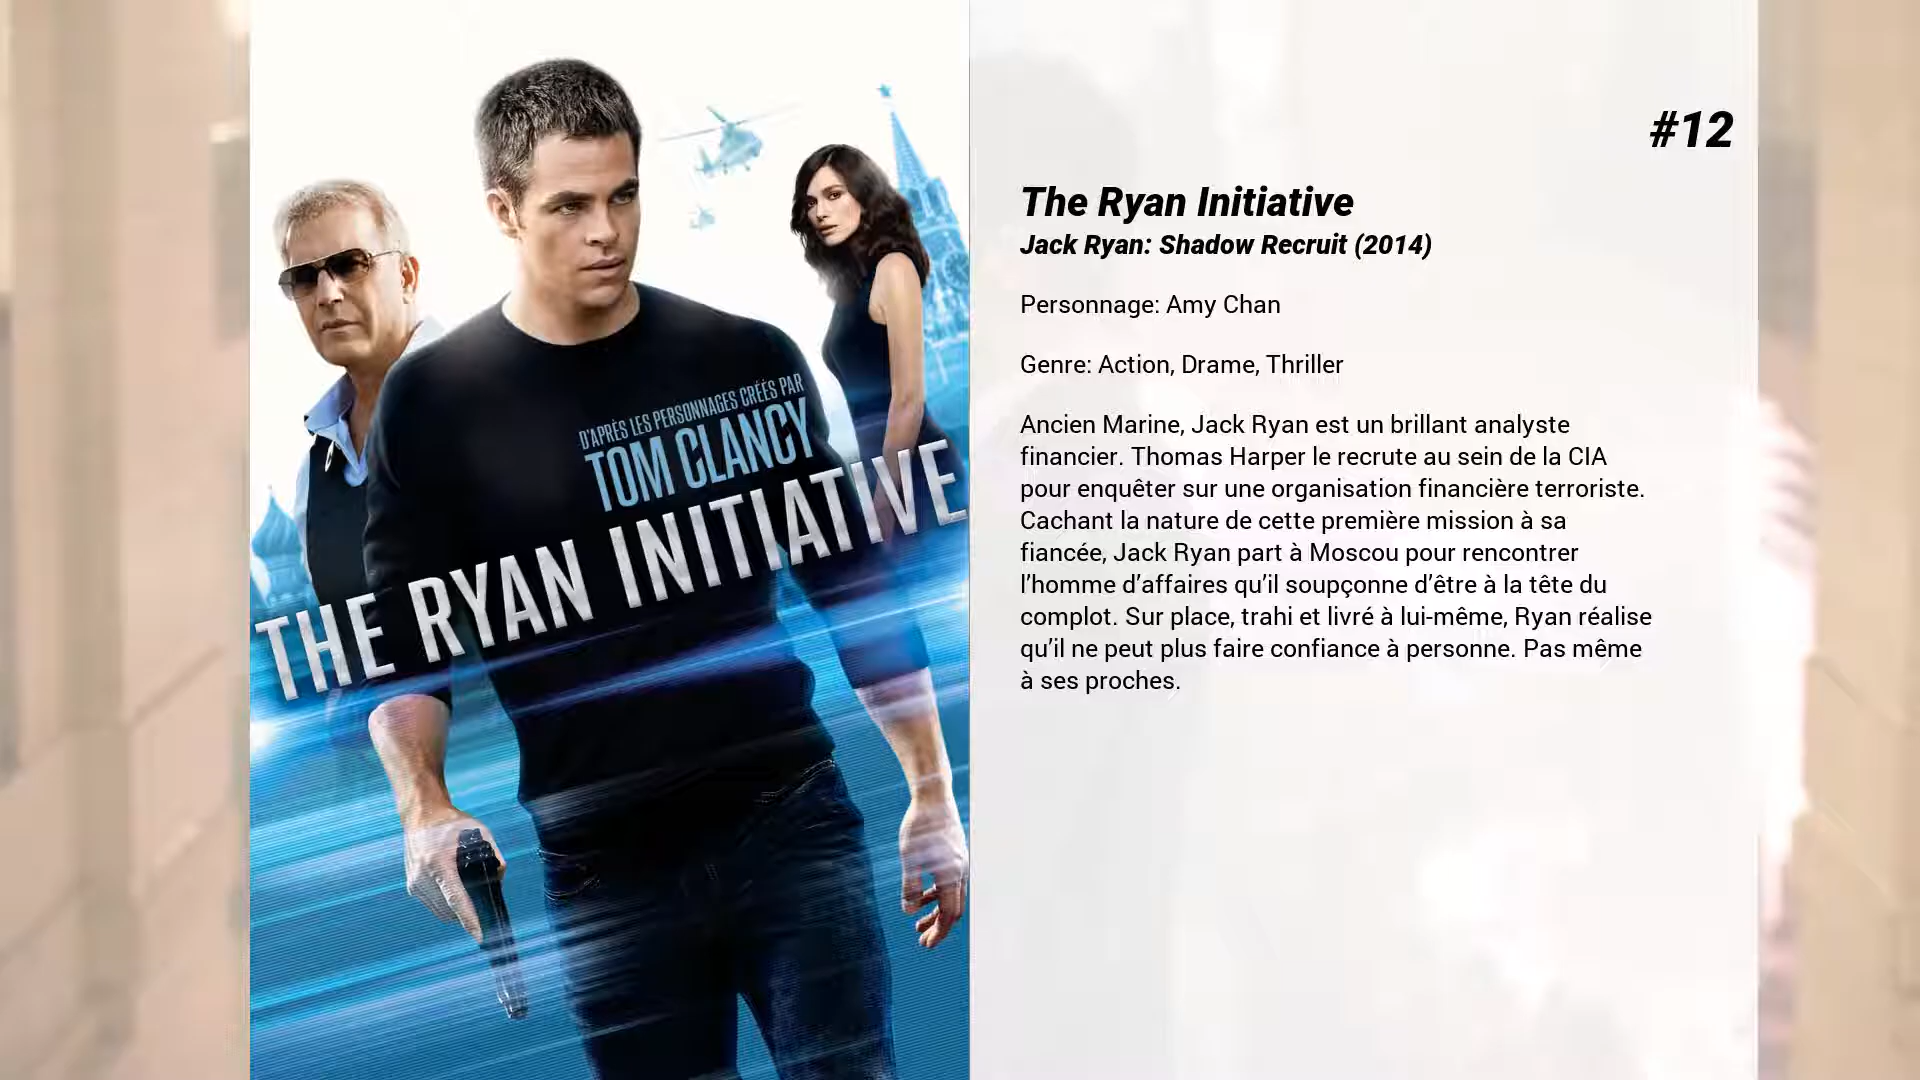 D'APRÈS LES PERSONNAGES CRÉÉS PAR
TOM CLANCY
THE RYAN INITIATIVE
#12
The Ryan Initiative
Jack Ryan: Shadow Recruit (2014)
Personnage: Amy Chan
Genre: Action, Drame, Thriller
Ancien Marine, Jack Ryan est un brillant analyste
financier. Thomas Harper le recrute au sein de la CIA
pour enquêter sur une organisation financière terroriste.
Cachant la nature de cette première mission à sa
fiancée, Jack Ryan part à Moscou pour rencontrer
l’homme d’affaires qu’il soupçonne d’être à la tête du
complot. Sur place, trahi et livré à lui-même, Ryan réalise
qu’il ne peut plus faire confiance à personne. Pas même
à ses proches.